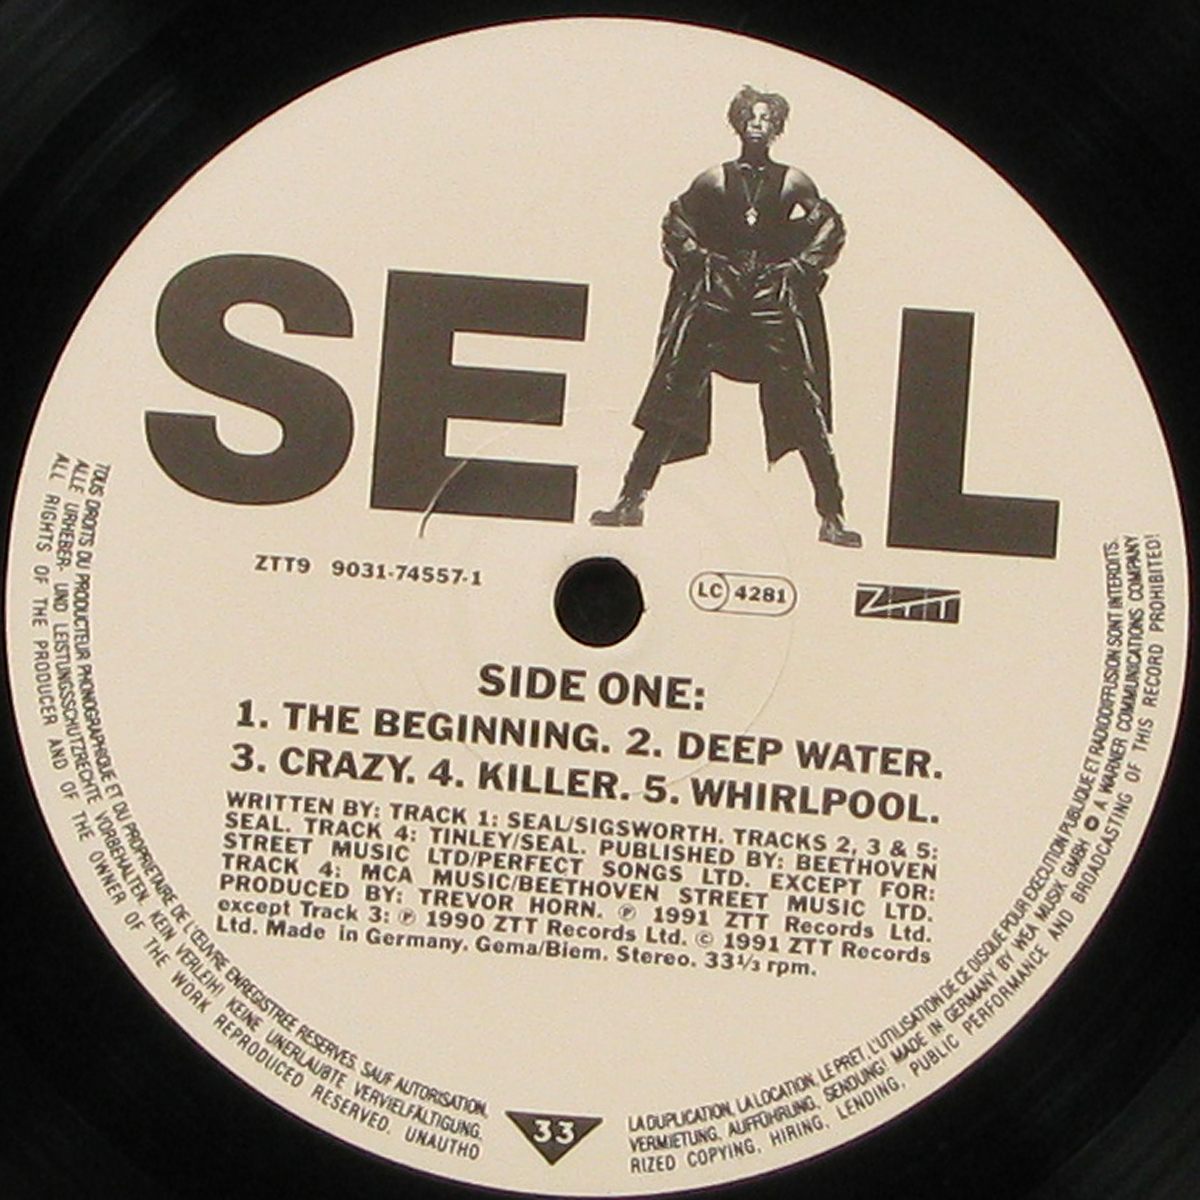 SEAL
ZTT9 9031-74557-1
LC 4281
ZTT
SIDE ONE:
1. THE BEGINNING. 2. DEEP WATER.
3. CRAZY. 4. KILLER. 5. WHIRLPOOL.
WRITTEN BY: TRACK 1: SEAL/SIGSWORTH. TRACKS 2, 3 & 5:
SEAL. TRACK 4: TINLEY/SEAL. PUBLISHED BY: BEETHOVEN
STREET MUSIC LTD/PERFECT SONGS LTD. EXCEPT FOR:
TRACK 4: MCA MUSIC/BEETHOVEN STREET MUSIC LTD.
PRODUCED BY: TREVOR HORN. ℗ 1991 ZTT Records Ltd.
except Track 3: ℗ 1990 ZTT Records Ltd. © 1991 ZTT Records
Ltd. Made in Germany. Gema/Biem. Stereo. 33⅓ rpm.
TOUS DROITS DU PRODUCTEUR PHONOGRAPHIQUE ET DU PROPRIETAIRE DE L'ŒUVRE ENREGISTREE RESERVES. SAUF AUTORISATION,
ALLE URHEBER- UND LEISTUNGSSCHUTZRECHTE VORBEHALTEN. KEIN VERLEIH! KEINE UNERLAUBTE VERVIELFÄLTIGUNG,
ALL RIGHTS OF THE PRODUCER AND OF THE OWNER OF THE WORK REPRODUCED RESERVED. UNAUTHO
33
LA DUPLICATION, LA LOCATION, LE PRET, L'UTILISATION DE CE DISQUE POUR EXECUTION PUBLIQUE ET RADIODIFFUSION SONT INTERDITS.
VERMIETUNG, AUFFÜHRUNG, SENDUNG! MADE IN GERMANY BY WEA MUSIK GMBH A WARNER COMMUNICATIONS COMPANY
RIZED COPYING, HIRING, LENDING, PUBLIC PERFORMANCE AND BROADCASTING OF THIS RECORD PROHIBITED!